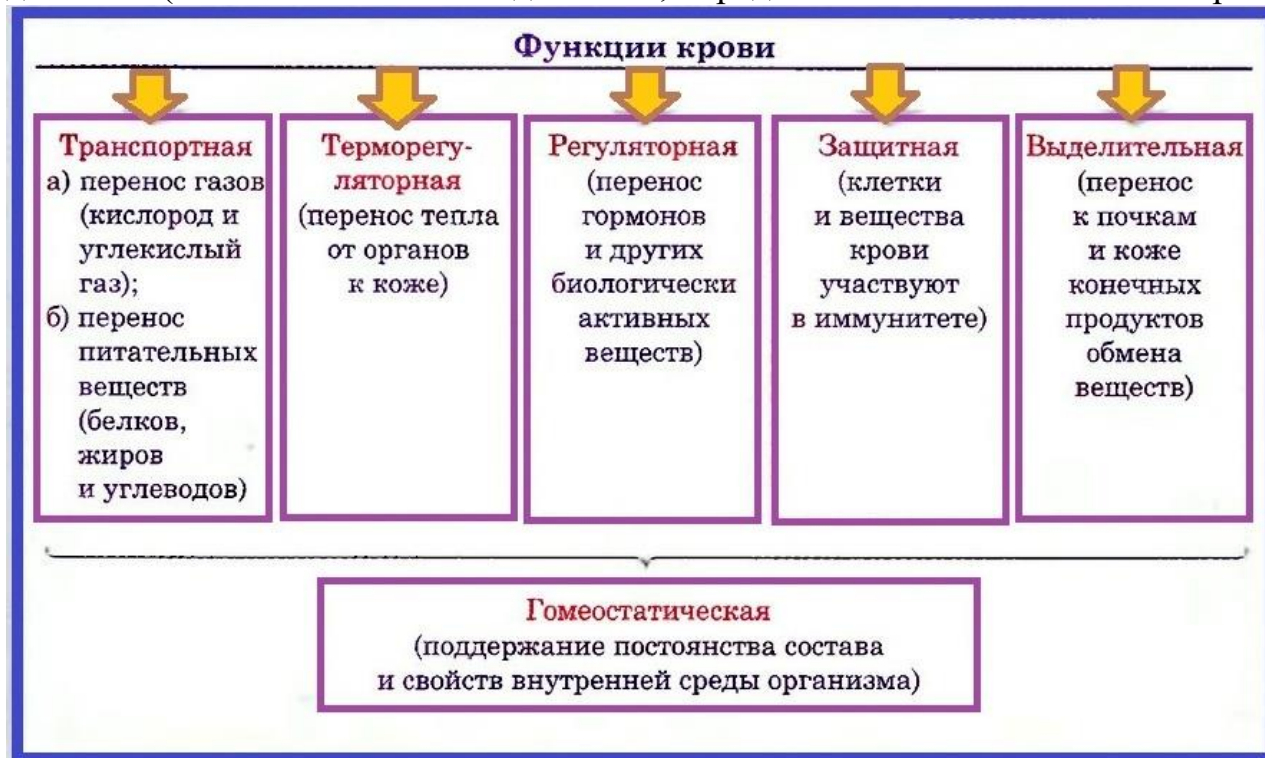 Функции крови
Транспортная
а) перенос газов
(кислород и
углекислый
газ);
б) перенос
питательных
веществ
(белков,
жиров
и углеводов)
Терморегу-
ляторная
(перенос тепла
от органов
к коже)
Регуляторная
(перенос
гормонов
и других
биологически
активных
веществ)
Защитная
(клетки
и вещества
крови
участвуют
в иммунитете)
Выделительная
(перенос
к почкам
и коже
конечных
продуктов
обмена
веществ)
Гомеостатическая
(поддержание постоянства состава
и свойств внутренней среды организма)